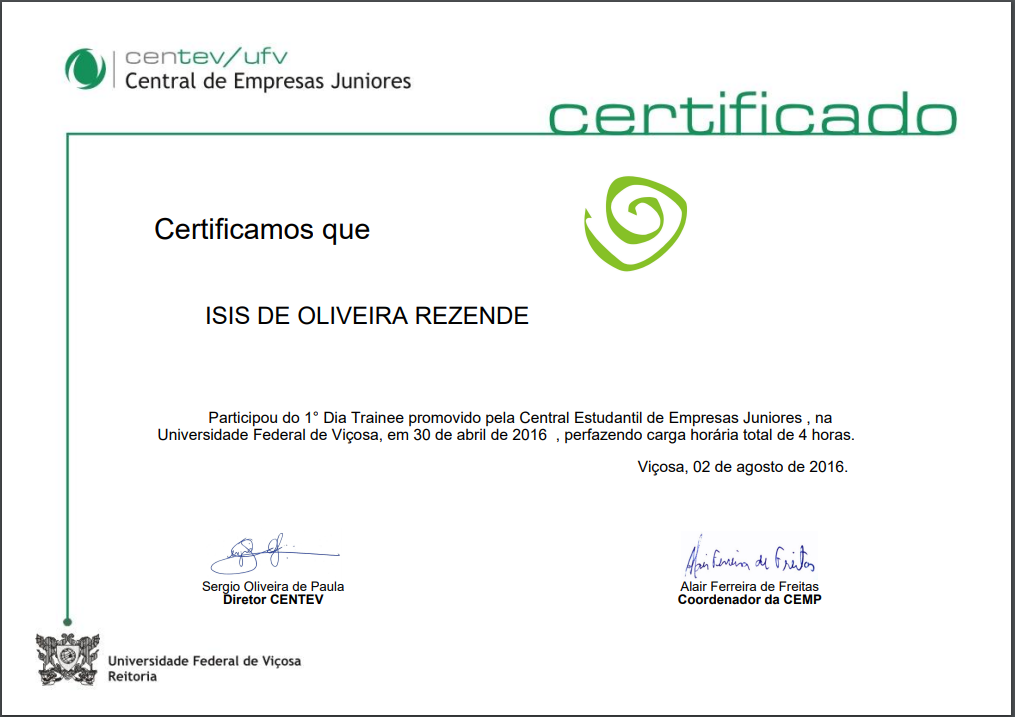 centev/ufv
Central de Empresas Juniores
certificado
Certificamos que
ISIS DE OLIVEIRA REZENDE
Participou do 1° Dia Trainee promovido pela Central Estudantil de Empresas Juniores , na
Universidade Federal de Viçosa, em 30 de abril de 2016 , perfazendo carga horária total de 4 horas.
Viçosa, 02 de agosto de 2016.
Alair Ferreira de Freitas
Sergio Oliveira de Paula
Diretor CENTEV
Alair Ferreira de Freitas
Coordenador da CEMP
Universidade Federal de Viçosa
Reitoria